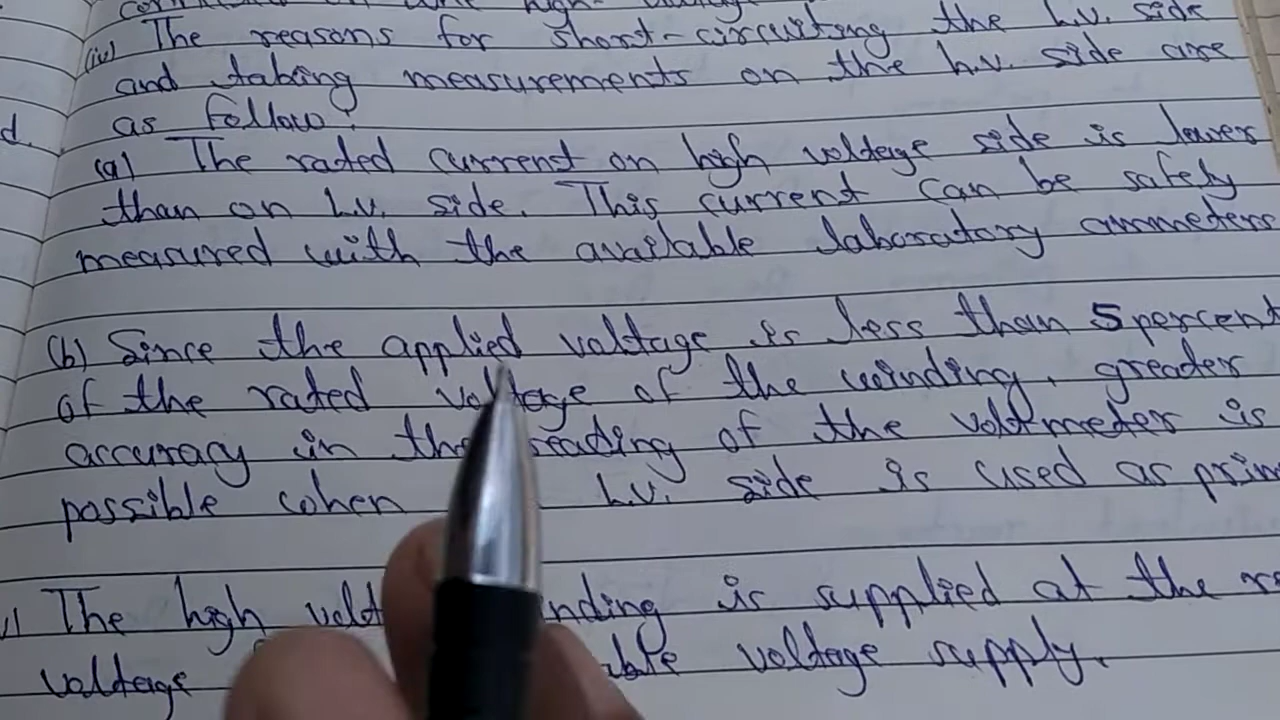 (iv) The reasons for short-circuiting the L.V. side
and taking measurements on the h.v. side are
as follow:
d.
(a) The rated current on high voltage side is lower
than on L.V. side. This current can be safely
measured with the available laboratory ammeters
(b) Since the applied voltage is less than 5 percent
of the rated voltage of the winding, greater
accuracy in the reading of the voltmeter is
possible when L.V. side is used as prim
The high volt nding is supplied at the
voltage able voltage supply.